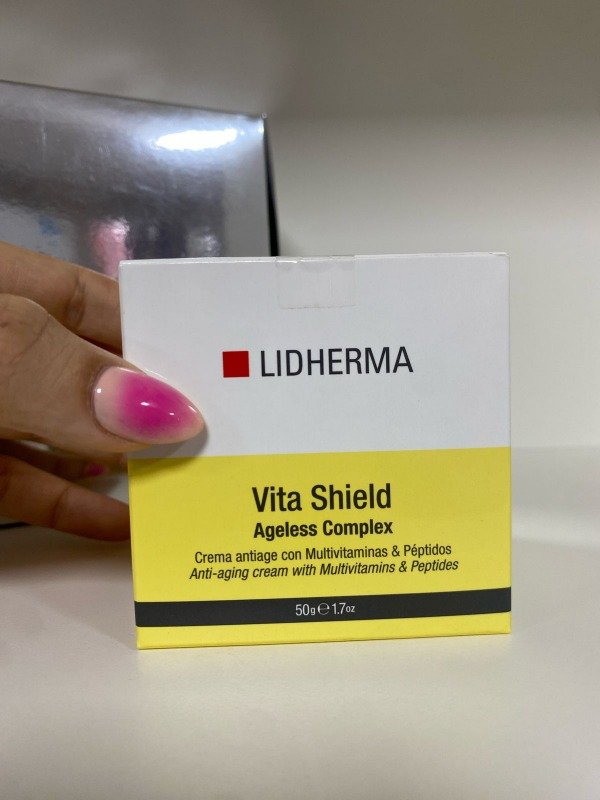 LIDHERMA
Vita Shield
Ageless Complex
Crema antiage con Multivitaminas & Péptidos
Anti-aging cream with Multivitamins & Peptides
50g ℮ 1.7oz